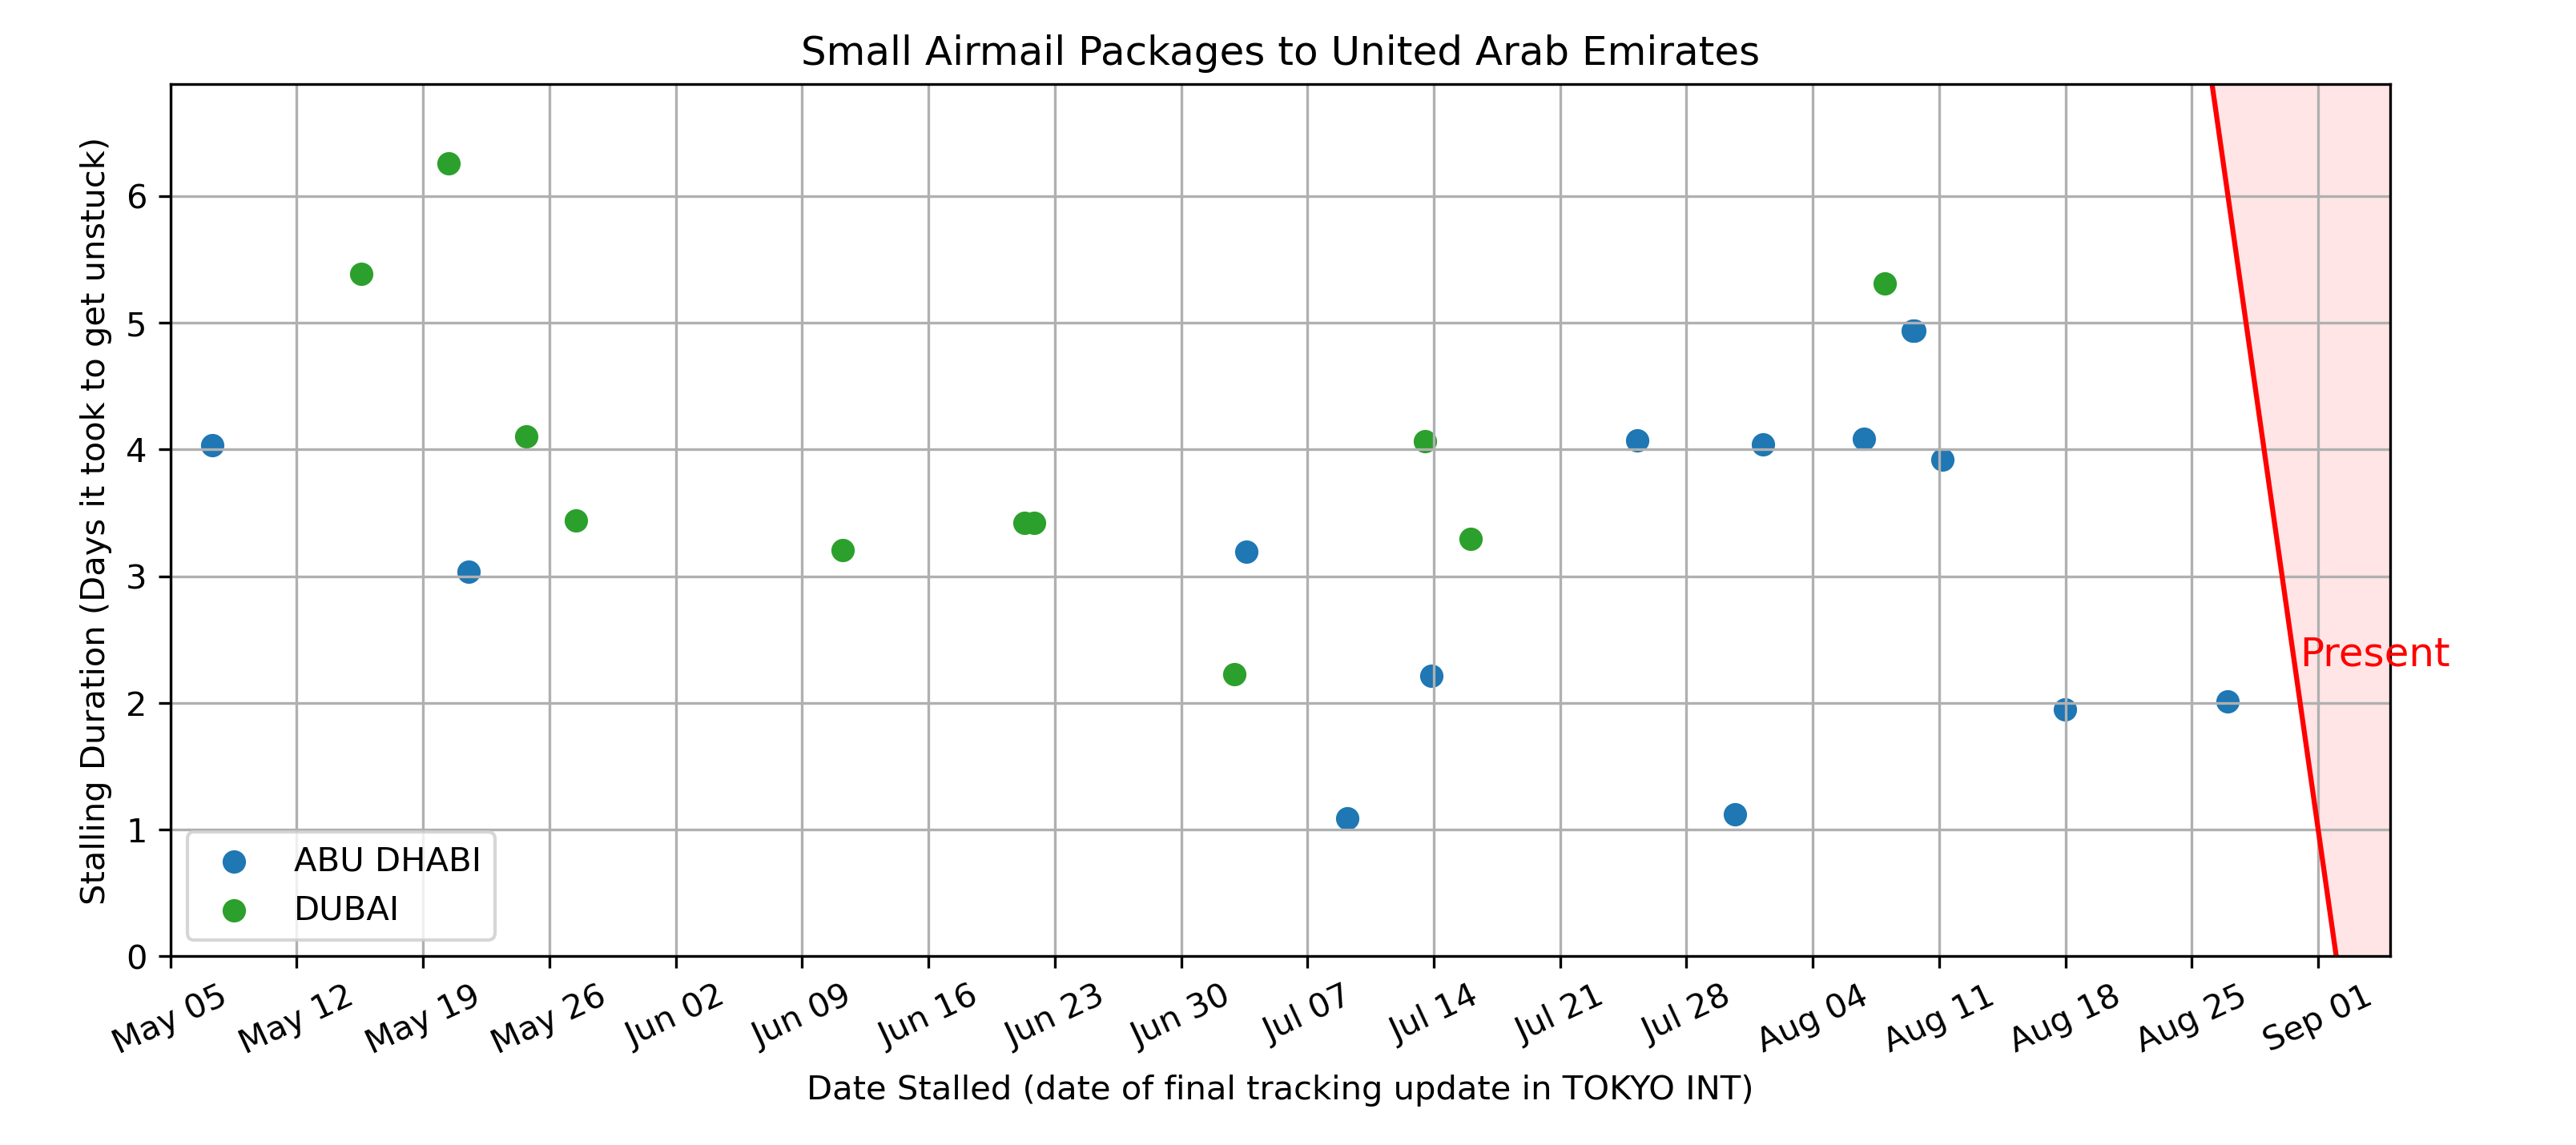 Small Airmail Packages to United Arab Emirates
Stalling Duration (Days it took to get unstuck)
6
5
4
3
2
1
0
Present
ABU DHABI
DUBAI
May 05
May 12
May 19
May 26
Jun 02
Jun 09
Jun 16
Jun 23
Jun 30
Jul 07
Jul 14
Jul 21
Jul 28
Aug 04
Aug 11
Aug 18
Aug 25
Sep 01
Date Stalled (date of final tracking update in TOKYO INT)